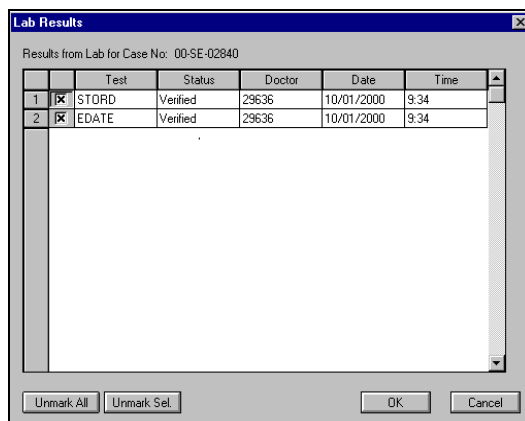 Lab Results
Results from Lab for Case No: 00-SE-02840
Test Status Doctor Date Time
1 STORD Verified 29636 10/01/2000 9:34
2 EDATE Verified 29636 10/01/2000 9:34
Unmark All Unmark Sel. OK Cancel